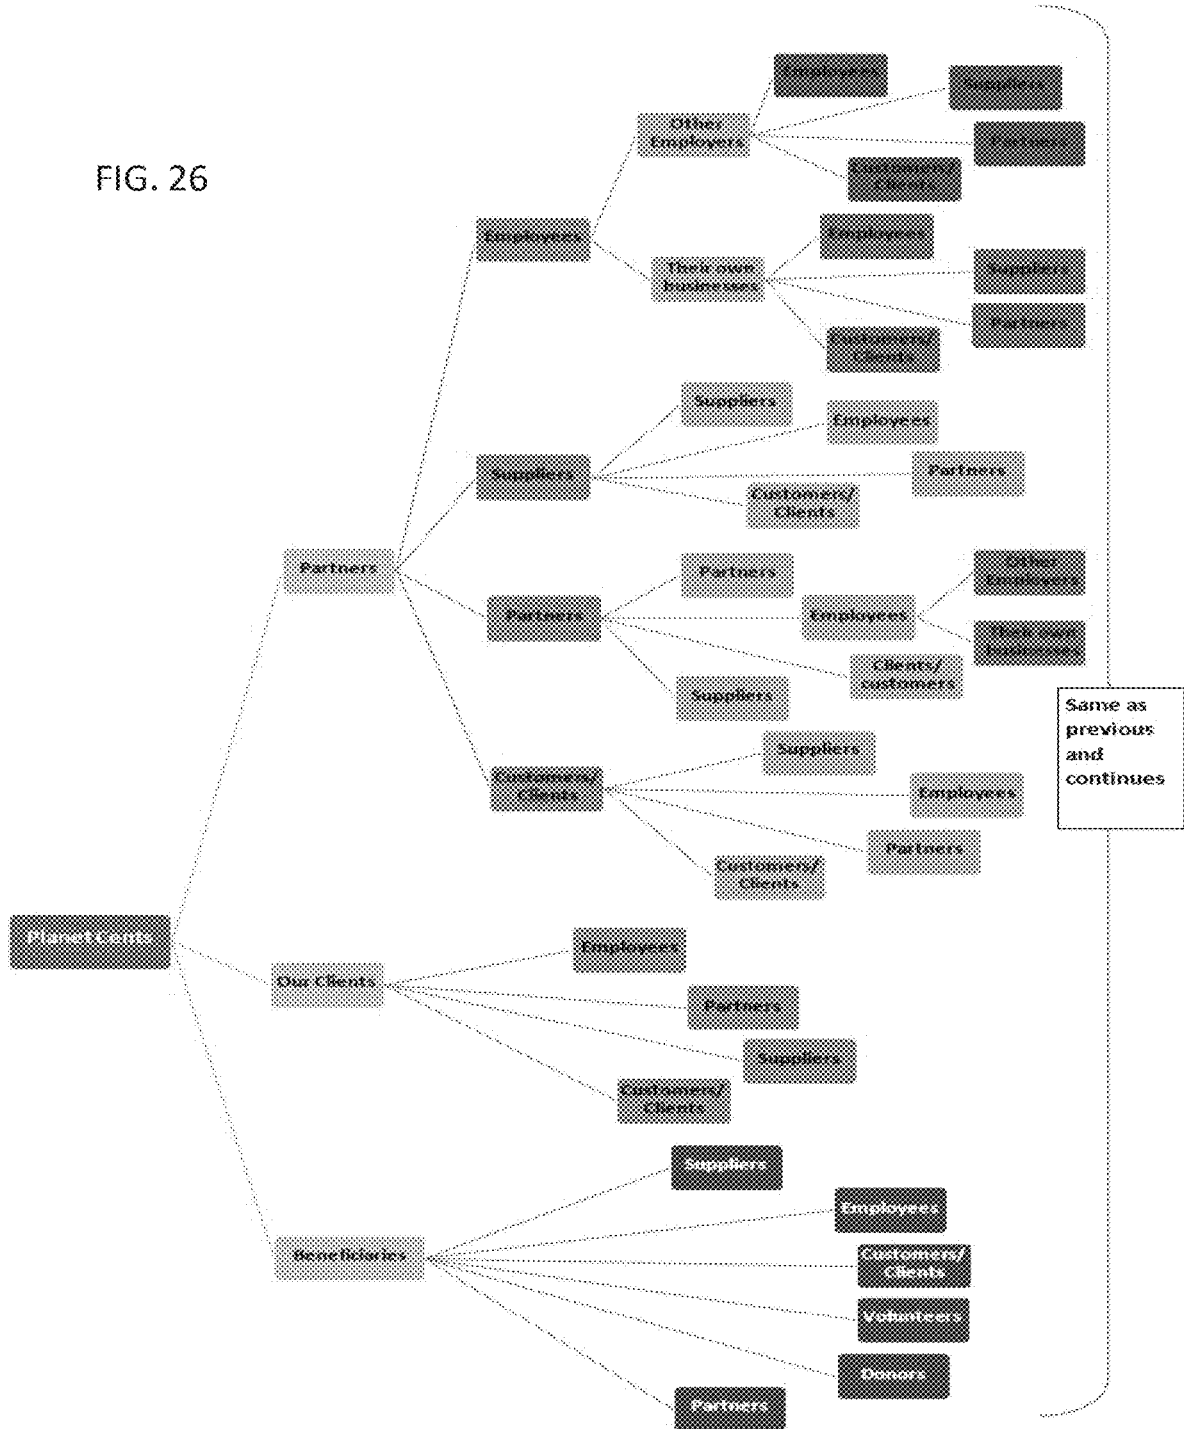 FIG. 26
Employees
Suppliers
Other
Employers
Partners
Customers/
Clients
Employees
Employees
Their own
businesses
Suppliers
Partners
Customers/
Clients
Suppliers
Employees
Suppliers
Partners
Customers/
Clients
Partners
Partners
Other
Employers
Partners
Employees
Their own
businesses
Clients/
customers
Suppliers
Same as
previous
and
continues
Suppliers
Customers/
Clients
Employees
Partners
Customers/
Clients
Planet Cents
Employees
Our Clients
Partners
Suppliers
Customers/
Clients
Suppliers
Employees
Beneficiaries
Customers/
Clients
Volunteers
Donors
Partners